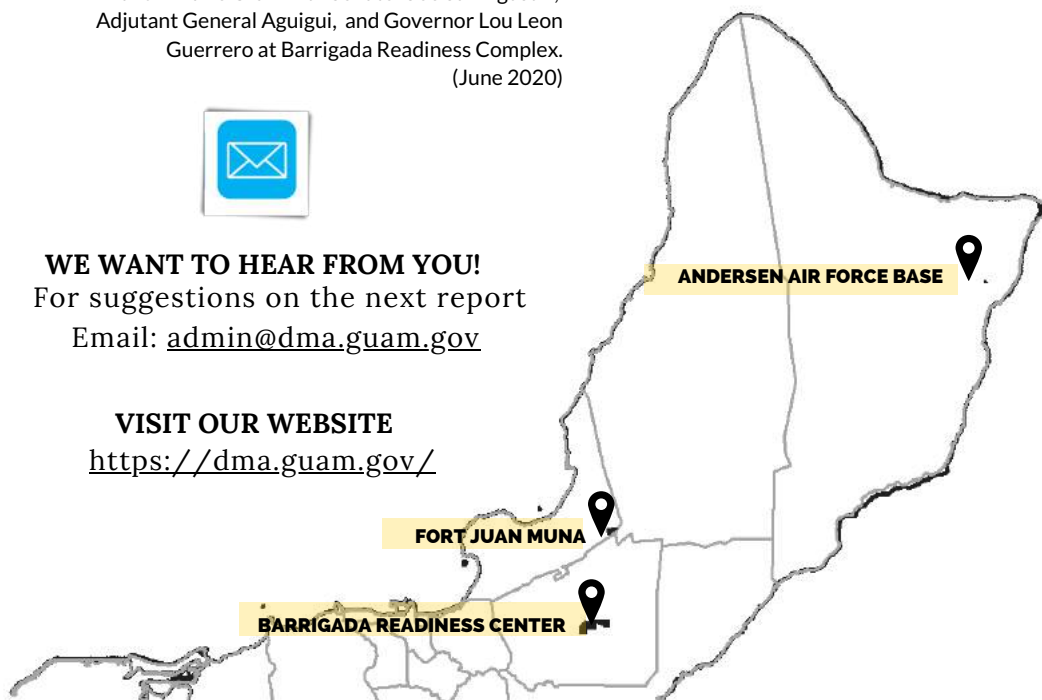 Adjutant General Aguigui, and Governor Lou Leon
Guerrero at Barrigada Readiness Complex.
(June 2020)
WE WANT TO HEAR FROM YOU!
For suggestions on the next report
Email: admin@dma.guam.gov
VISIT OUR WEBSITE
https://dma.guam.gov/
ANDERSEN AIR FORCE BASE
FORT JUAN MUNA
BARRIGADA READINESS CENTER